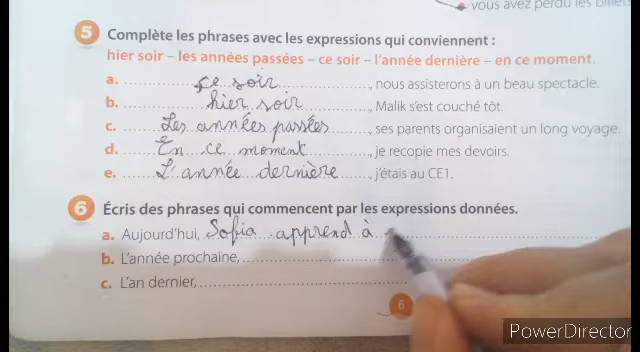 vous avez perdu les billets
5 Complète les phrases avec les expressions qui conviennent :
hier soir – les années passées – ce soir – l'année dernière – en ce moment.
a. ce soir, nous assisterons à un beau spectacle.
b. hier soir, Malik s'est couché tôt.
c. Les années passées, ses parents organisaient un long voyage.
d. En ce moment, je recopie mes devoirs.
e. L'année dernière, j'étais au CE1.
6 Écris des phrases qui commencent par les expressions données.
a. Aujourd'hui, Sofia apprend à
b. L'année prochaine,
c. L'an dernier,
6
PowerDirector